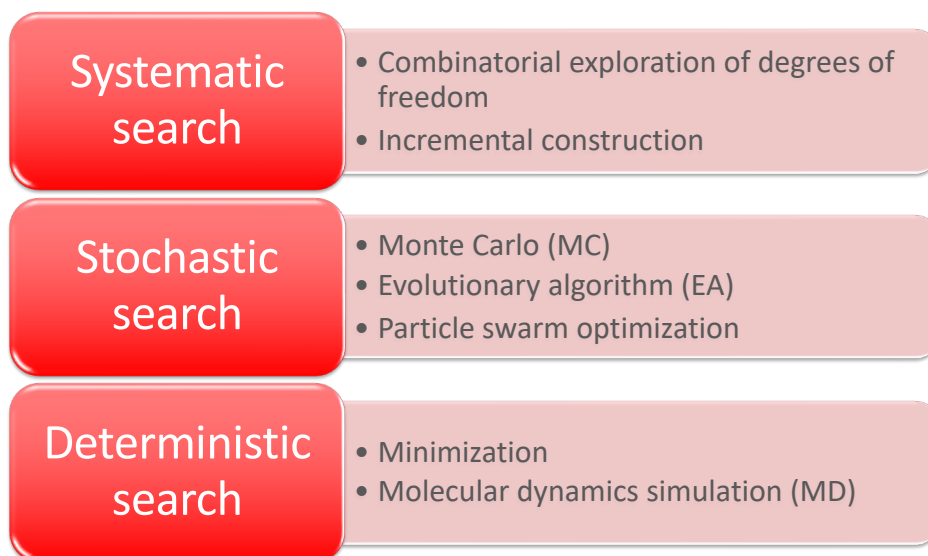 Systematic
search
• Combinatorial exploration of degrees of
freedom
• Incremental construction
Stochastic
search
• Monte Carlo (MC)
• Evolutionary algorithm (EA)
• Particle swarm optimization
Deterministic
search
• Minimization
• Molecular dynamics simulation (MD)